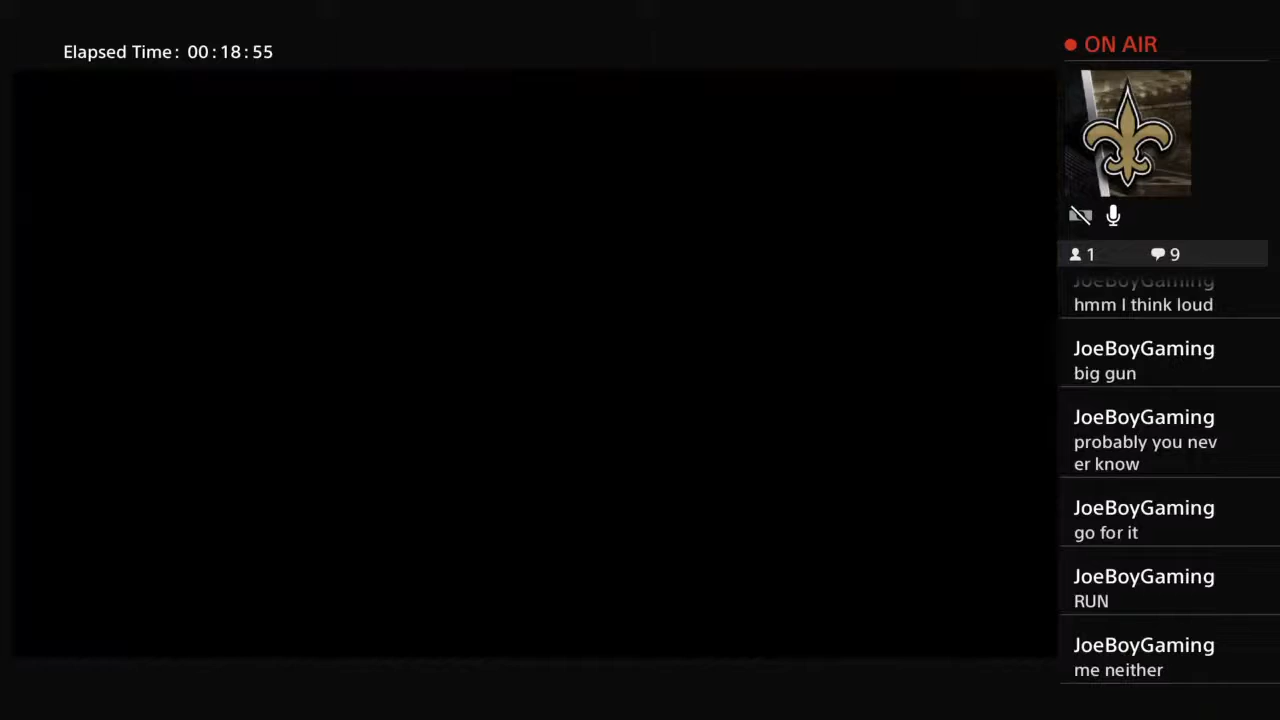 Elapsed Time: 00:18:55
ON AIR
1 9
JoeBoyGaming
hmm I think loud
JoeBoyGaming
big gun
JoeBoyGaming
probably you nev
er know
JoeBoyGaming
go for it
JoeBoyGaming
RUN
JoeBoyGaming
me neither